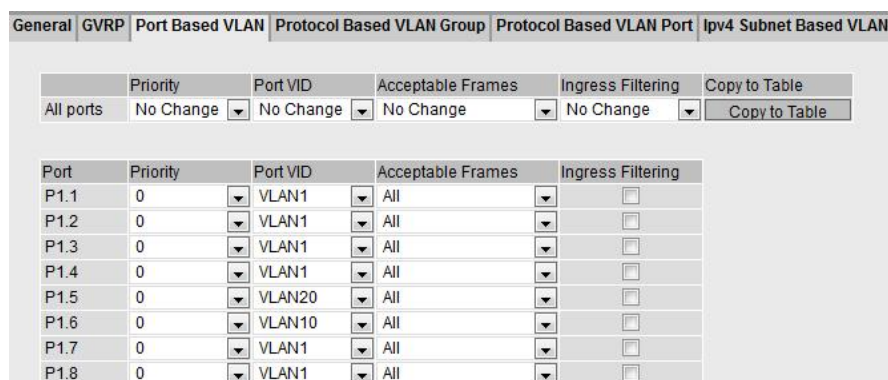 General GVRP Port Based VLAN Protocol Based VLAN Group Protocol Based VLAN Port Ipv4 Subnet Based VLAN
Priority Port VID Acceptable Frames Ingress Filtering Copy to Table
All ports No Change No Change No Change No Change Copy to Table
Port Priority Port VID Acceptable Frames Ingress Filtering
P1.1 0 VLAN1 All
P1.2 0 VLAN1 All
P1.3 0 VLAN1 All
P1.4 0 VLAN1 All
P1.5 0 VLAN20 All
P1.6 0 VLAN10 All
P1.7 0 VLAN1 All
P1.8 0 VLAN1 All